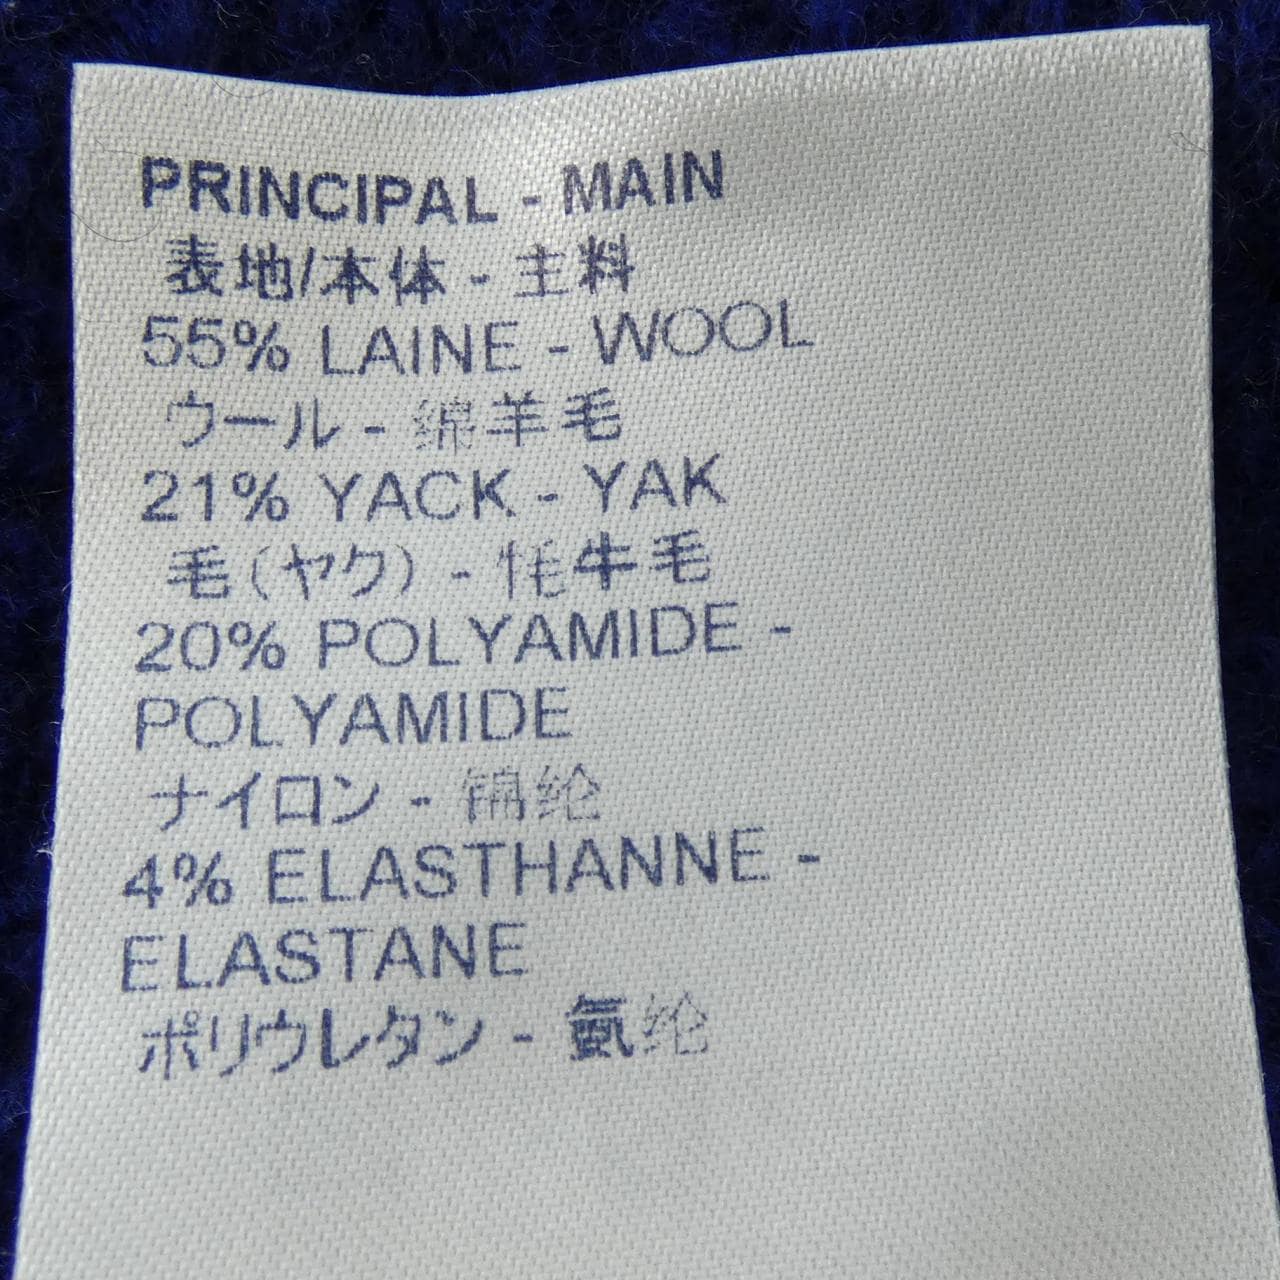 PRINCIPAL - MAIN
表地/本体 - 主料
55% LAINE - WOOL
ウール - 绵羊毛
21% YACK - YAK
毛(ヤク) - 牦牛毛
20% POLYAMIDE -
POLYAMIDE
ナイロン - 锦纶
4% ELASTHANNE -
ELASTANE
ポリウレタン - 氨纶